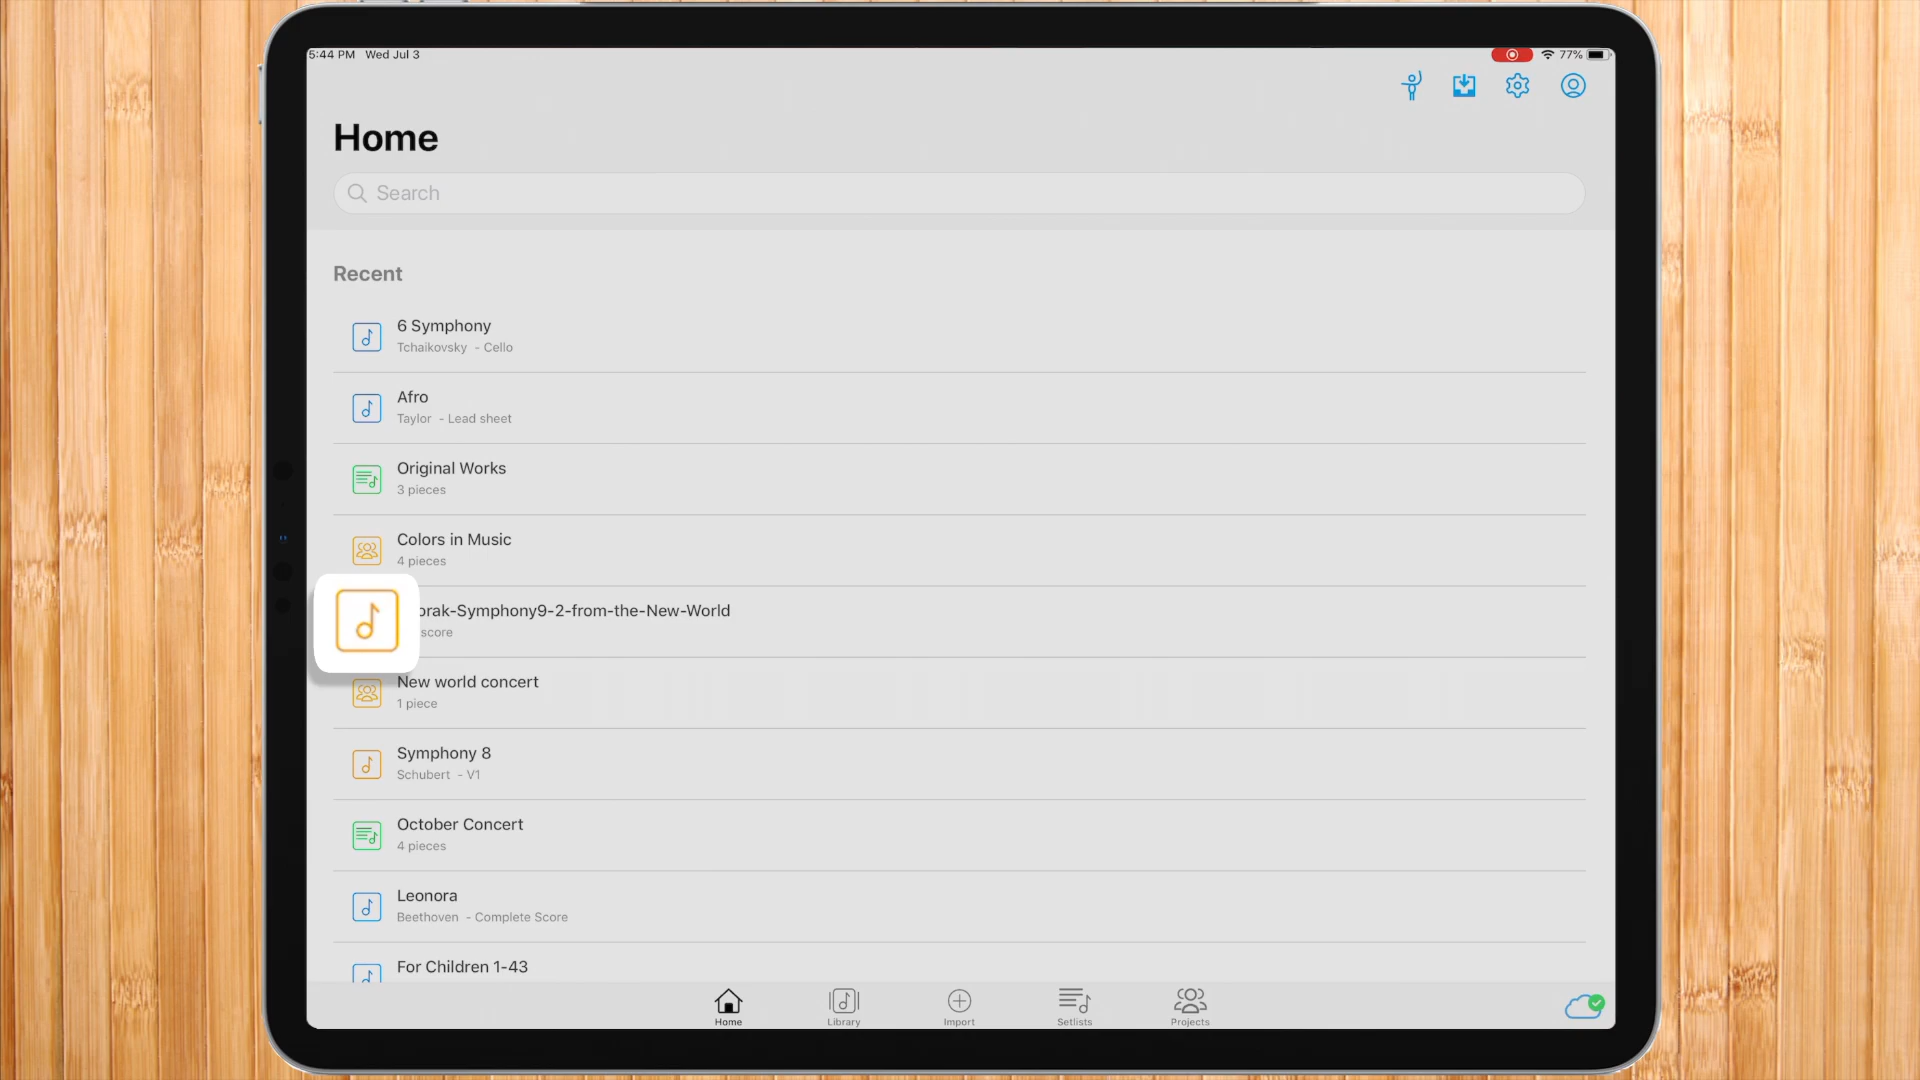 5:44 PM Wed Jul 3
77%
Home
Search
Recent
6 Symphony
Tchaikovsky - Cello
Afro
Taylor - Lead sheet
Original Works
3 pieces
Colors in Music
4 pieces
orak-Symphony9-2-from-the-New-World
score
New world concert
1 piece
Symphony 8
Schubert - V1
October Concert
4 pieces
Leonora
Beethoven - Complete Score
For Children 1-43
Home
Library
Import
Setlists
Projects